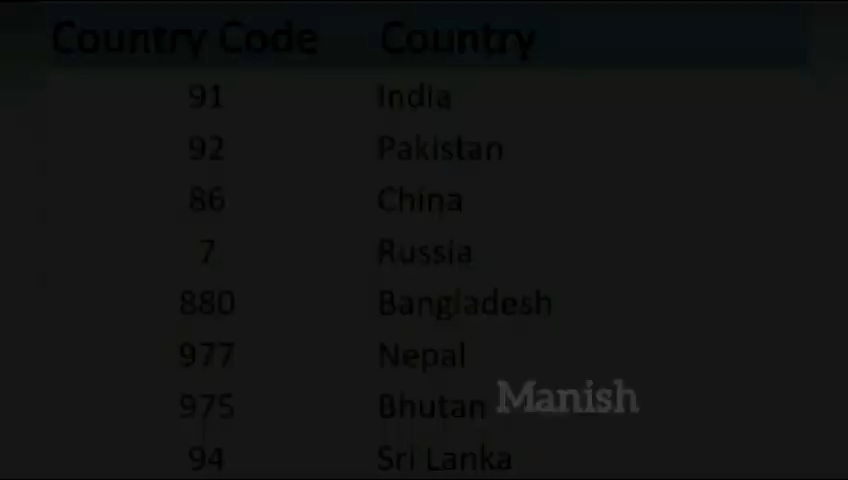 Country Code Country
91 India
92 Pakistan
86 China
7 Russia
880 Bangladesh
977 Nepal
975 Bhutan
Manish
94 Sri Lanka